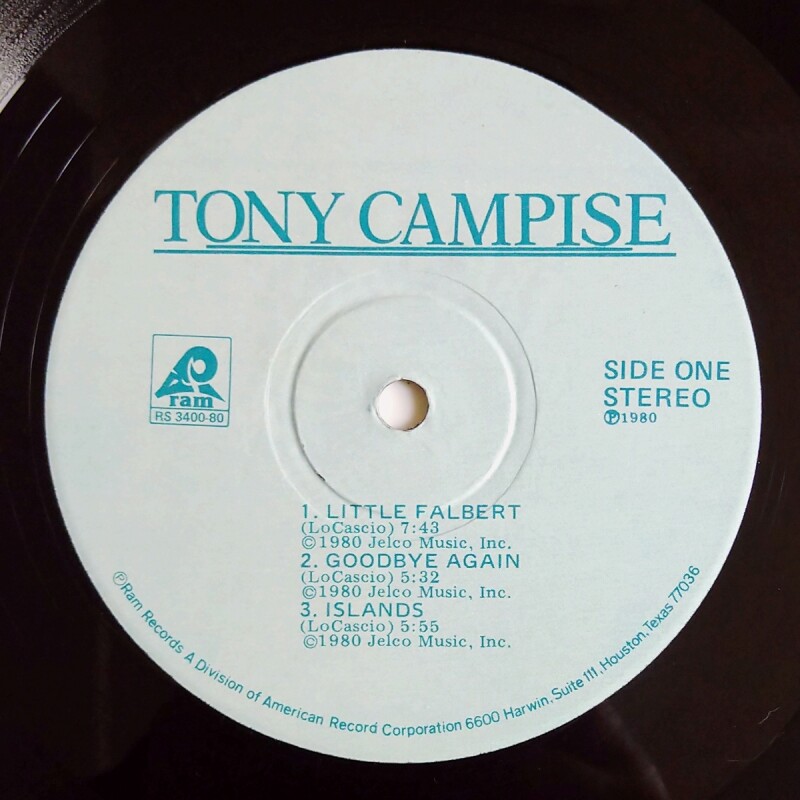 TONY CAMPISE
ram
RS 3400-80
SIDE ONE
STEREO
Ⓟ1980
1. LITTLE FALBERT
(LoCascio) 7:43
©1980 Jelco Music, Inc.
2. GOODBYE AGAIN
(LoCascio) 5:32
©1980 Jelco Music, Inc.
3. ISLANDS
(LoCascio) 5:55
©1980 Jelco Music, Inc.
ⓅRam Records A Division of American Record Corporation 6600 Harwin, Suite 111, Houston, Texas 77036